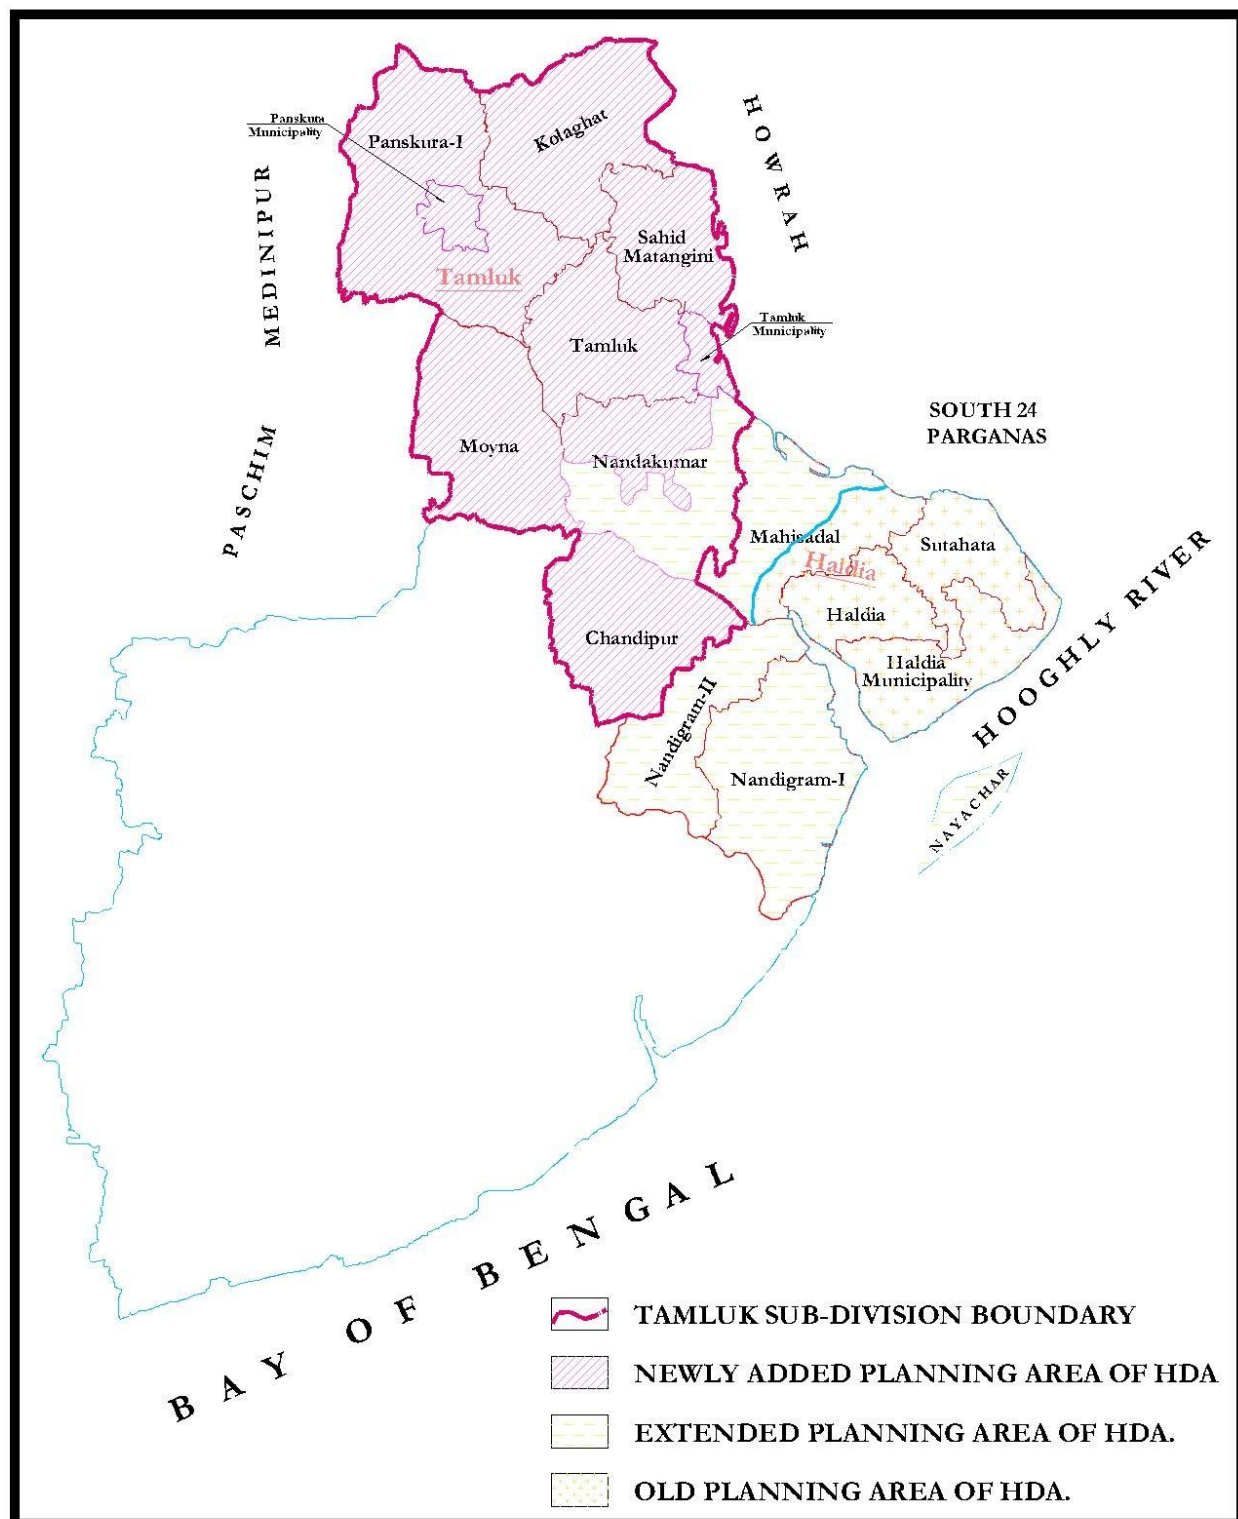 Panskuta
Municipality
Panskura-I
Kolaghat
HOWRAH
MEDINIPUR
PASCHIM
Sahid
Matangini
Tamluk
Tamluk
Municipality
Tamluk
SOUTH 24
PARGANAS
Moyna
Nandakumar
Mahisadal
Sutahata
Haldia
Haldia
Chandipur
Haldia
Municipality
HOOGHLY RIVER
Nandigram-II
Nandigram-I
NAYACHAR
BAY OF BENGAL
TAMLUK SUB-DIVISION BOUNDARY
NEWLY ADDED PLANNING AREA OF HDA
EXTENDED PLANNING AREA OF HDA.
OLD PLANNING AREA OF HDA.